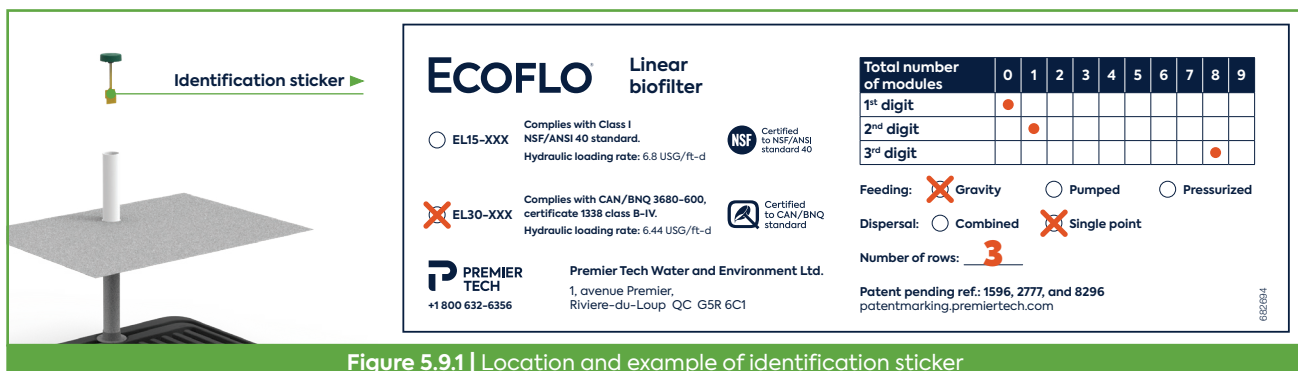 Identification sticker
ECOFLO
Linear
biofilter
EL15-XXX
Complies with Class I
NSF/ANSI 40 standard.
Hydraulic loading rate: 6.8 USG/ft-d
NSF
Certified
to NSF/ANSI
standard 40
EL30-XXX
Complies with CAN/BNQ 3680-600,
certificate 1338 class B-IV.
Hydraulic loading rate: 6.44 USG/ft-d
Certified
to CAN/BNQ
standard
PREMIER
TECH
+1 800 632-6356
Premier Tech Water and Environment Ltd.
1, avenue Premier,
Riviere-du-Loup QC G5R 6C1
Total number
of modules
0 1 2 3 4 5 6 7 8 9
1st digit
2nd digit
3rd digit
Feeding: Gravity Pumped Pressurized
Dispersal: Combined Single point
Number of rows: 3
Patent pending ref.: 1596, 2777, and 8296
patentmarking.premiertech.com
682694
Figure 5.9.1 | Location and example of identification sticker